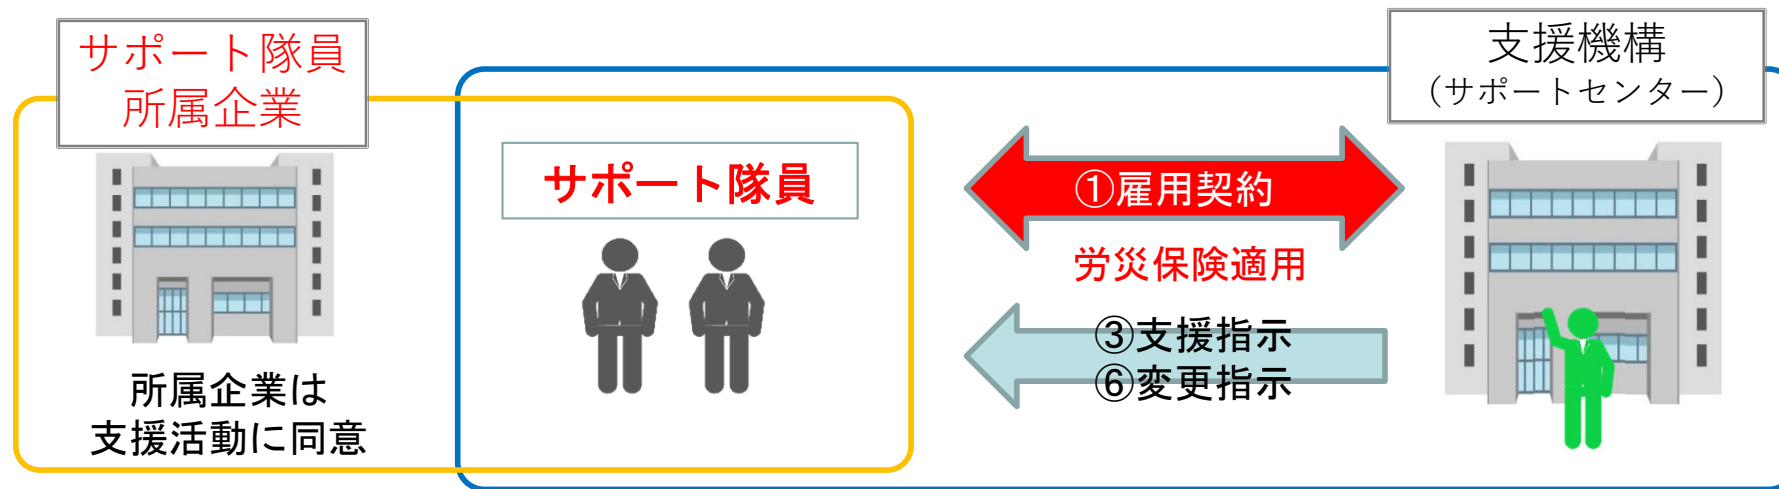 サポート隊員
所属企業
支援機構
（サポートセンター）
サポート隊員
①雇用契約
労災保険適用
③支援指示
⑥変更指示
所属企業は
支援活動に同意